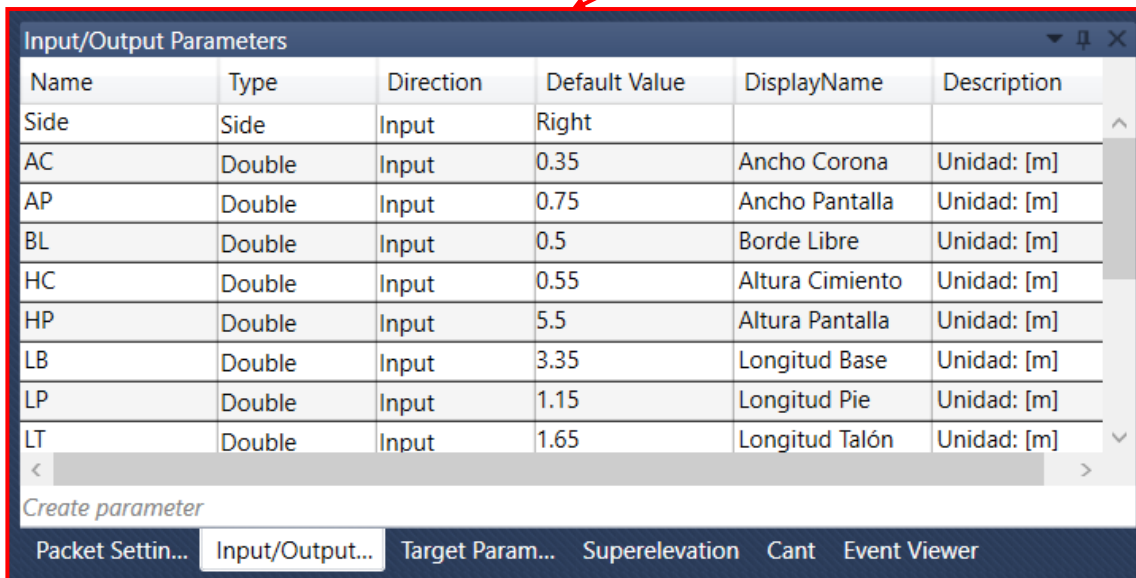 Input/Output Parameters
Name Type Direction Default Value DisplayName Description
Side Side Input Right
AC Double Input 0.35 Ancho Corona Unidad: [m]
AP Double Input 0.75 Ancho Pantalla Unidad: [m]
BL Double Input 0.5 Borde Libre Unidad: [m]
HC Double Input 0.55 Altura Cimiento Unidad: [m]
HP Double Input 5.5 Altura Pantalla Unidad: [m]
LB Double Input 3.35 Longitud Base Unidad: [m]
LP Double Input 1.15 Longitud Pie Unidad: [m]
LT Double Input 1.65 Longitud Talón Unidad: [m]
Create parameter
Packet Settin... Input/Output... Target Param... Superelevation Cant Event Viewer